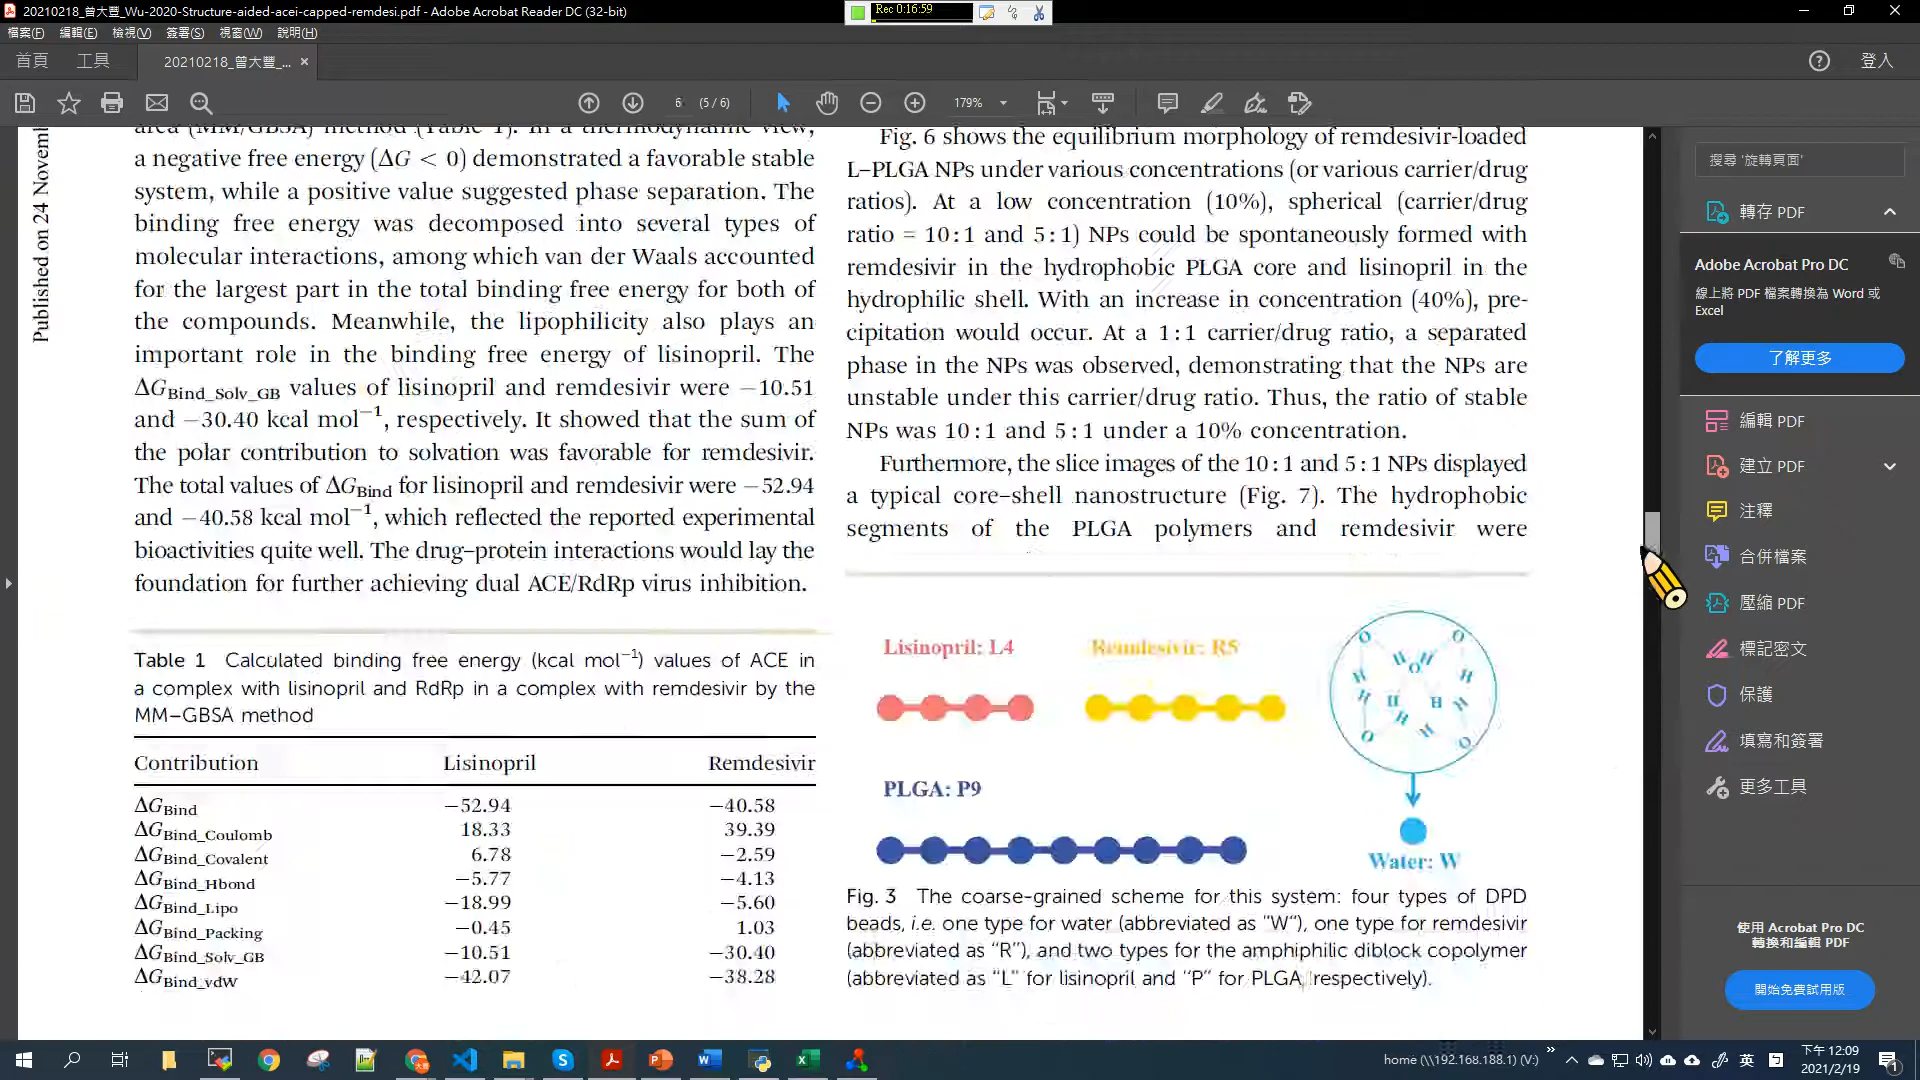 20210218_曾大豐_Wu-2020-Structure-aided-acei-capped-remdesi.pdf - Adobe Acrobat Reader DC (32-bit)
Rec 0:16:59
檔案(F) 編輯(E) 檢視(V) 簽署(S) 視窗(W) 說明(H)
首頁 工具 20210218_曾大豐_... ×
登入
6 (5 / 6) 179%
Published on 24 Novemb
area (MM/GBSA) method (Table 1). In a thermodynamic view,
a negative free energy (ΔG < 0) demonstrated a favorable stable
system, while a positive value suggested phase separation. The
binding free energy was decomposed into several types of
molecular interactions, among which van der Waals accounted
for the largest part in the total binding free energy for both of
the compounds. Meanwhile, the lipophilicity also plays an
important role in the binding free energy of lisinopril. The
ΔGBind_Solv_GB values of lisinopril and remdesivir were −10.51
and −30.40 kcal mol−1, respectively. It showed that the sum of
the polar contribution to solvation was favorable for remdesivir.
The total values of ΔGBind for lisinopril and remdesivir were −52.94
and −40.58 kcal mol−1, which reflected the reported experimental
bioactivities quite well. The drug–protein interactions would lay the
foundation for further achieving dual ACE/RdRp virus inhibition.
Table 1 Calculated binding free energy (kcal mol−1) values of ACE in
a complex with lisinopril and RdRp in a complex with remdesivir by the
MM–GBSA method
Contribution Lisinopril Remdesivir
ΔGBind −52.94 −40.58
ΔGBind_Coulomb 18.33 39.39
ΔGBind_Covalent 6.78 −2.59
ΔGBind_Hbond −5.77 −4.13
ΔGBind_Lipo −18.99 −5.60
ΔGBind_Packing −0.45 1.03
ΔGBind_Solv_GB −10.51 −30.40
ΔGBind_vdW −42.07 −38.28
Fig. 6 shows the equilibrium morphology of remdesivir-loaded
L–PLGA NPs under various concentrations (or various carrier/drug
ratios). At a low concentration (10%), spherical (carrier/drug
ratio = 10:1 and 5:1) NPs could be spontaneously formed with
remdesivir in the hydrophobic PLGA core and lisinopril in the
hydrophilic shell. With an increase in concentration (40%), pre-
cipitation would occur. At a 1:1 carrier/drug ratio, a separated
phase in the NPs was observed, demonstrating that the NPs are
unstable under this carrier/drug ratio. Thus, the ratio of stable
NPs was 10:1 and 5:1 under a 10% concentration.
Furthermore, the slice images of the 10:1 and 5:1 NPs displayed
a typical core–shell nanostructure (Fig. 7). The hydrophobic
segments of the PLGA polymers and remdesivir were
Lisinopril: L4 Remdesivir: R5
PLGA: P9
Water: W
Fig. 3 The coarse-grained scheme for this system: four types of DPD
beads, i.e. one type for water (abbreviated as "W"), one type for remdesivir
(abbreviated as "R"), and two types for the amphiphilic diblock copolymer
(abbreviated as "L" for lisinopril and "P" for PLGA, respectively).
搜尋 '旋轉頁面'
轉存 PDF
Adobe Acrobat Pro DC
線上將 PDF 檔案轉換為 Word 或
Excel
了解更多
編輯 PDF
建立 PDF
注釋
合併檔案
壓縮 PDF
標記密文
保護
填寫和簽署
更多工具
使用 Acrobat Pro DC
轉換和編輯 PDF
開始免費試用版
home (\\192.168.188.1) (V:) 英
下午 12:09
2021/2/19